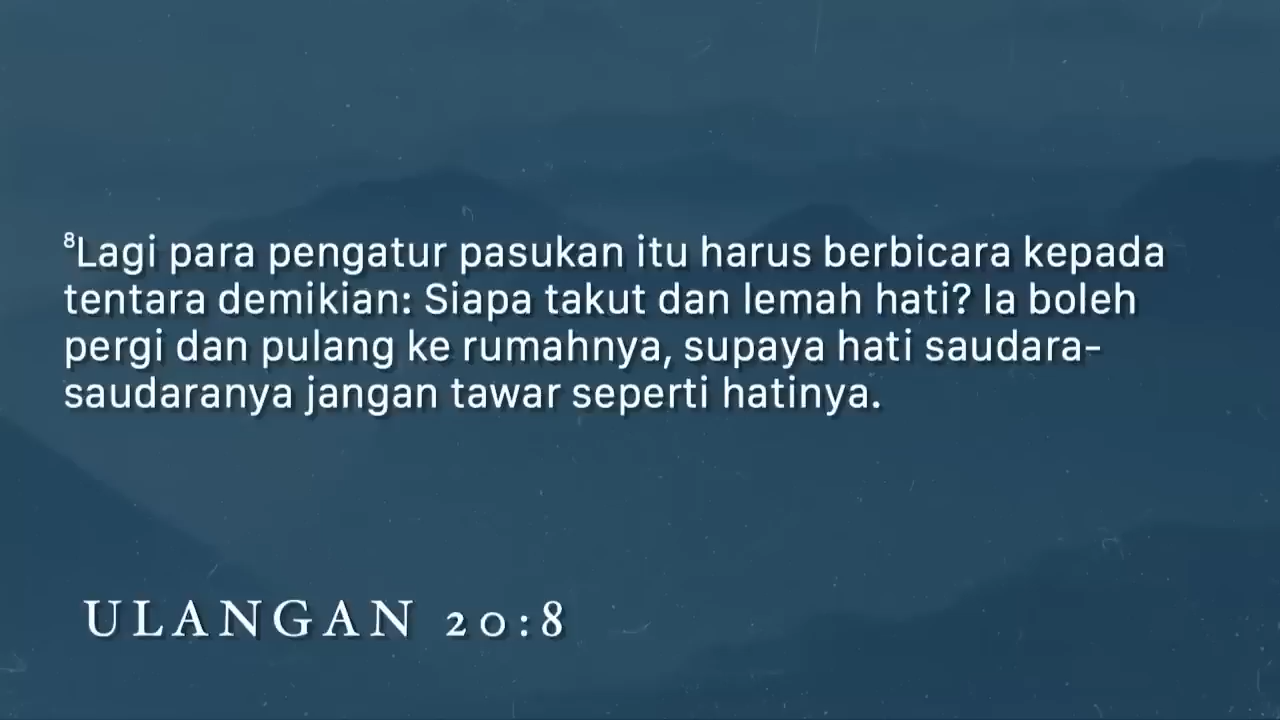 ⁸Lagi para pengatur pasukan itu harus berbicara kepada
tentara demikian: Siapa takut dan lemah hati? Ia boleh
pergi dan pulang ke rumahnya, supaya hati saudara-
saudaranya jangan tawar seperti hatinya.
ULANGAN 20:8